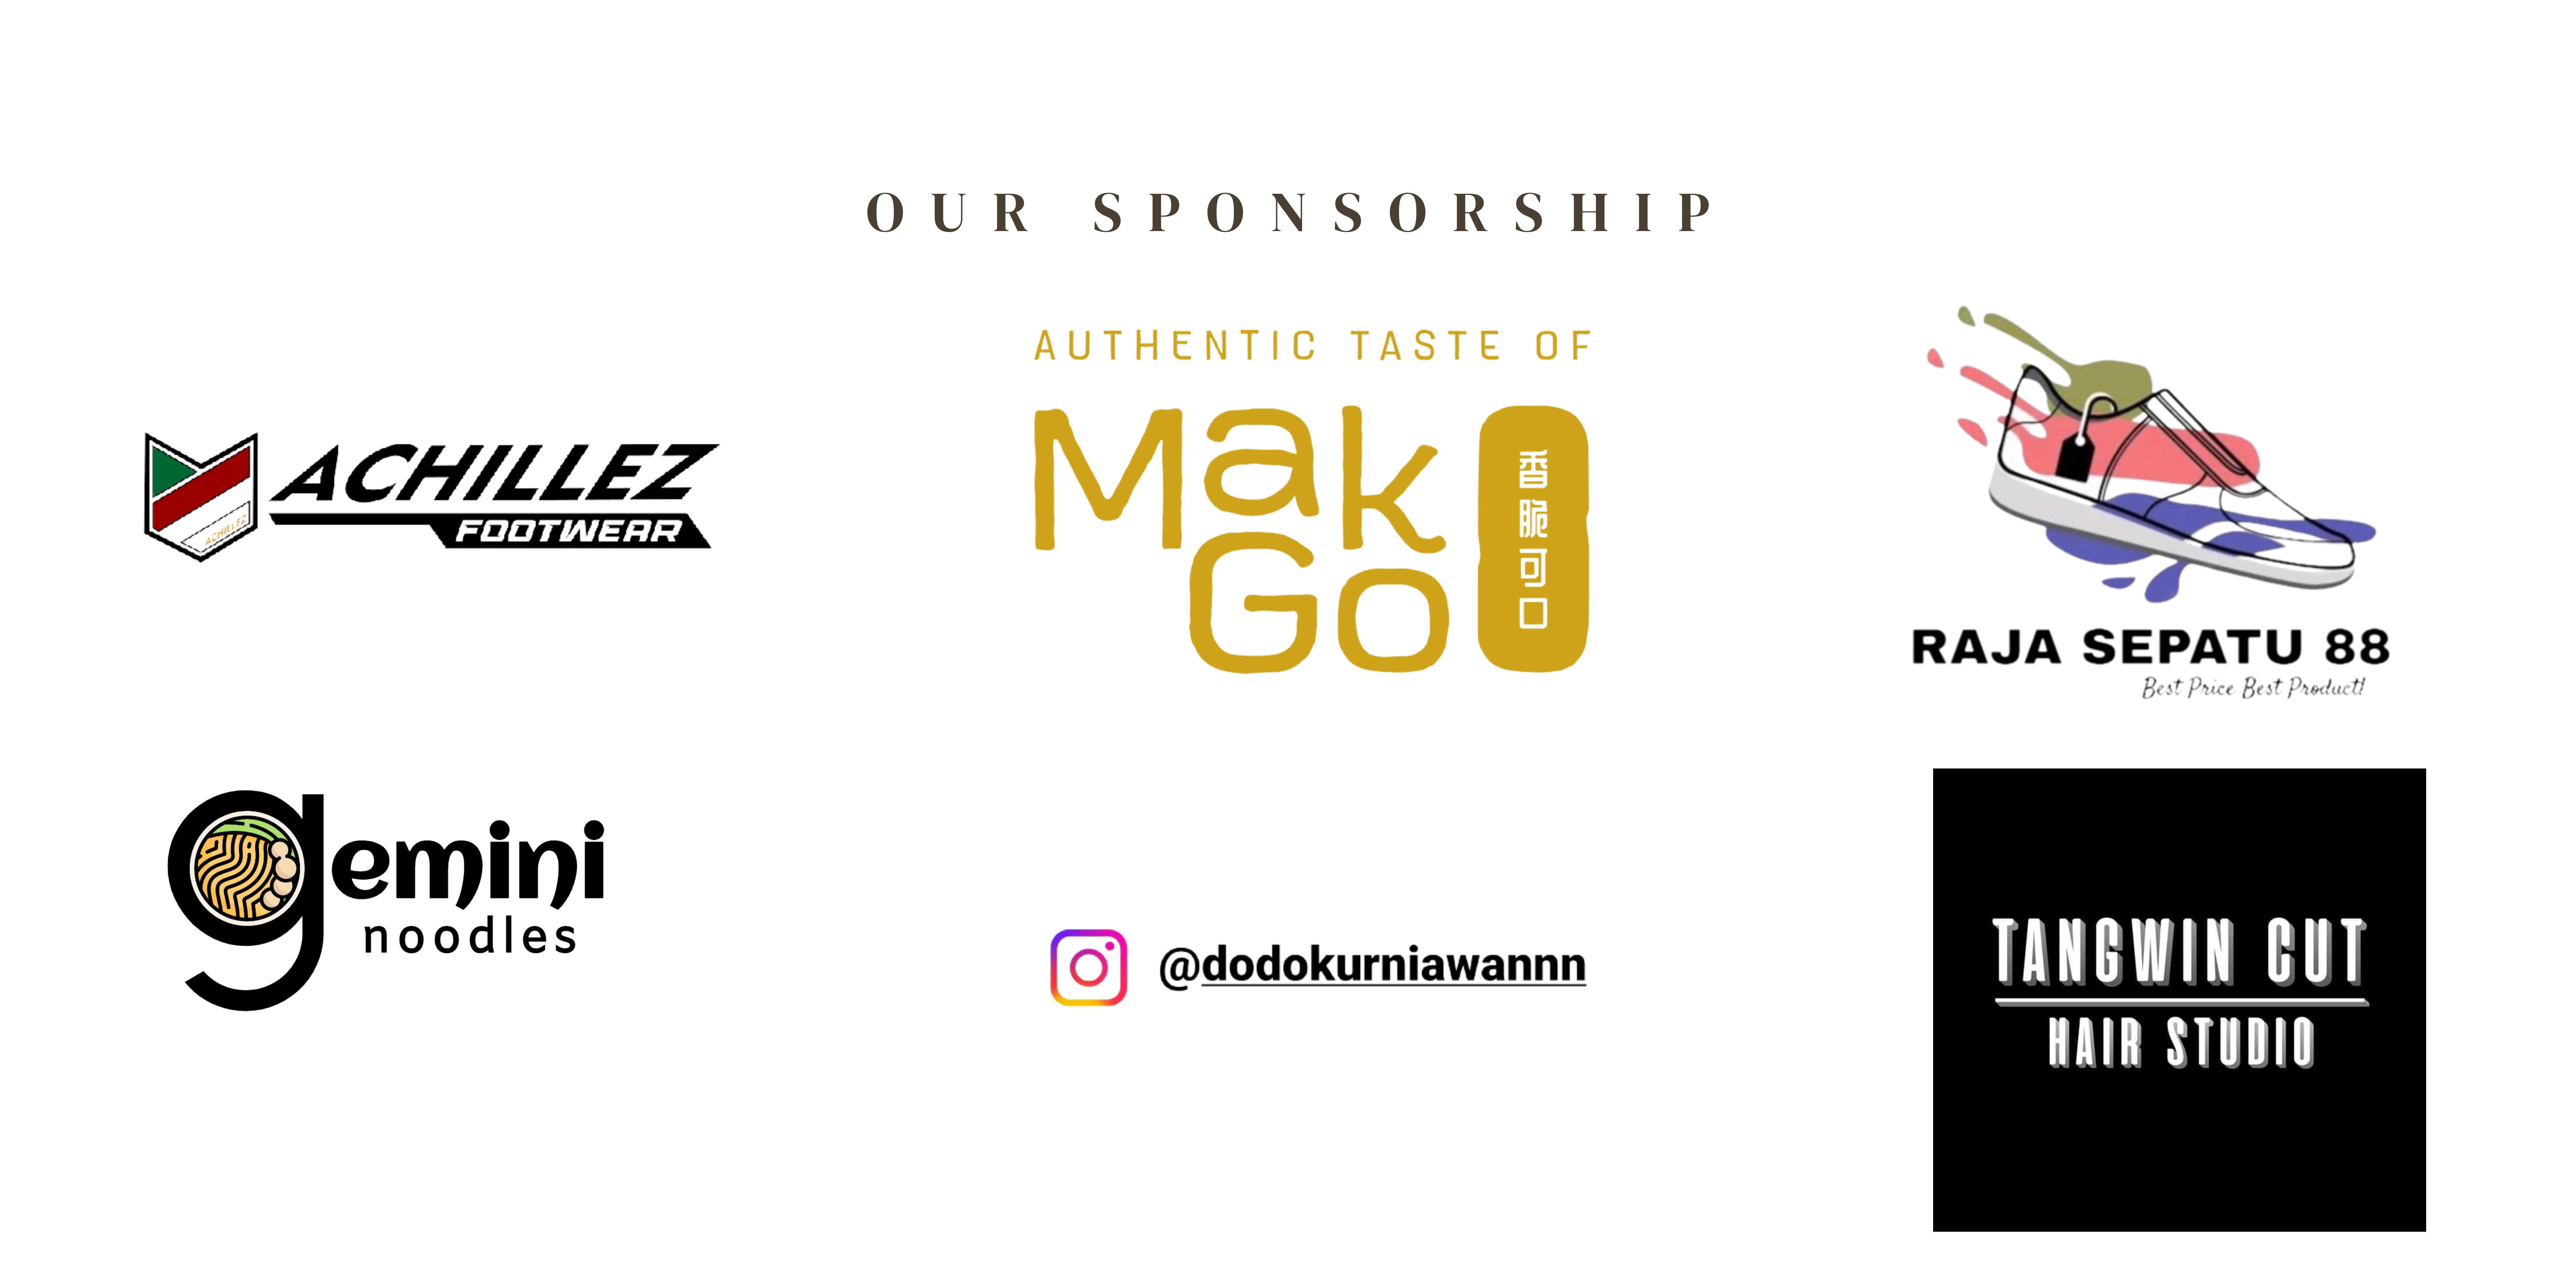 OUR SPONSORSHIP
ACHILLEZ
FOOTWEAR
ACHILLEZ
AUTHENTIC TASTE OF
Mak
Go
香脆可口
RAJA SEPATU 88
Best Price Best Product!
gemini
noodles
@dodokurniawannn
TANGWIN CUT
HAIR STUDIO